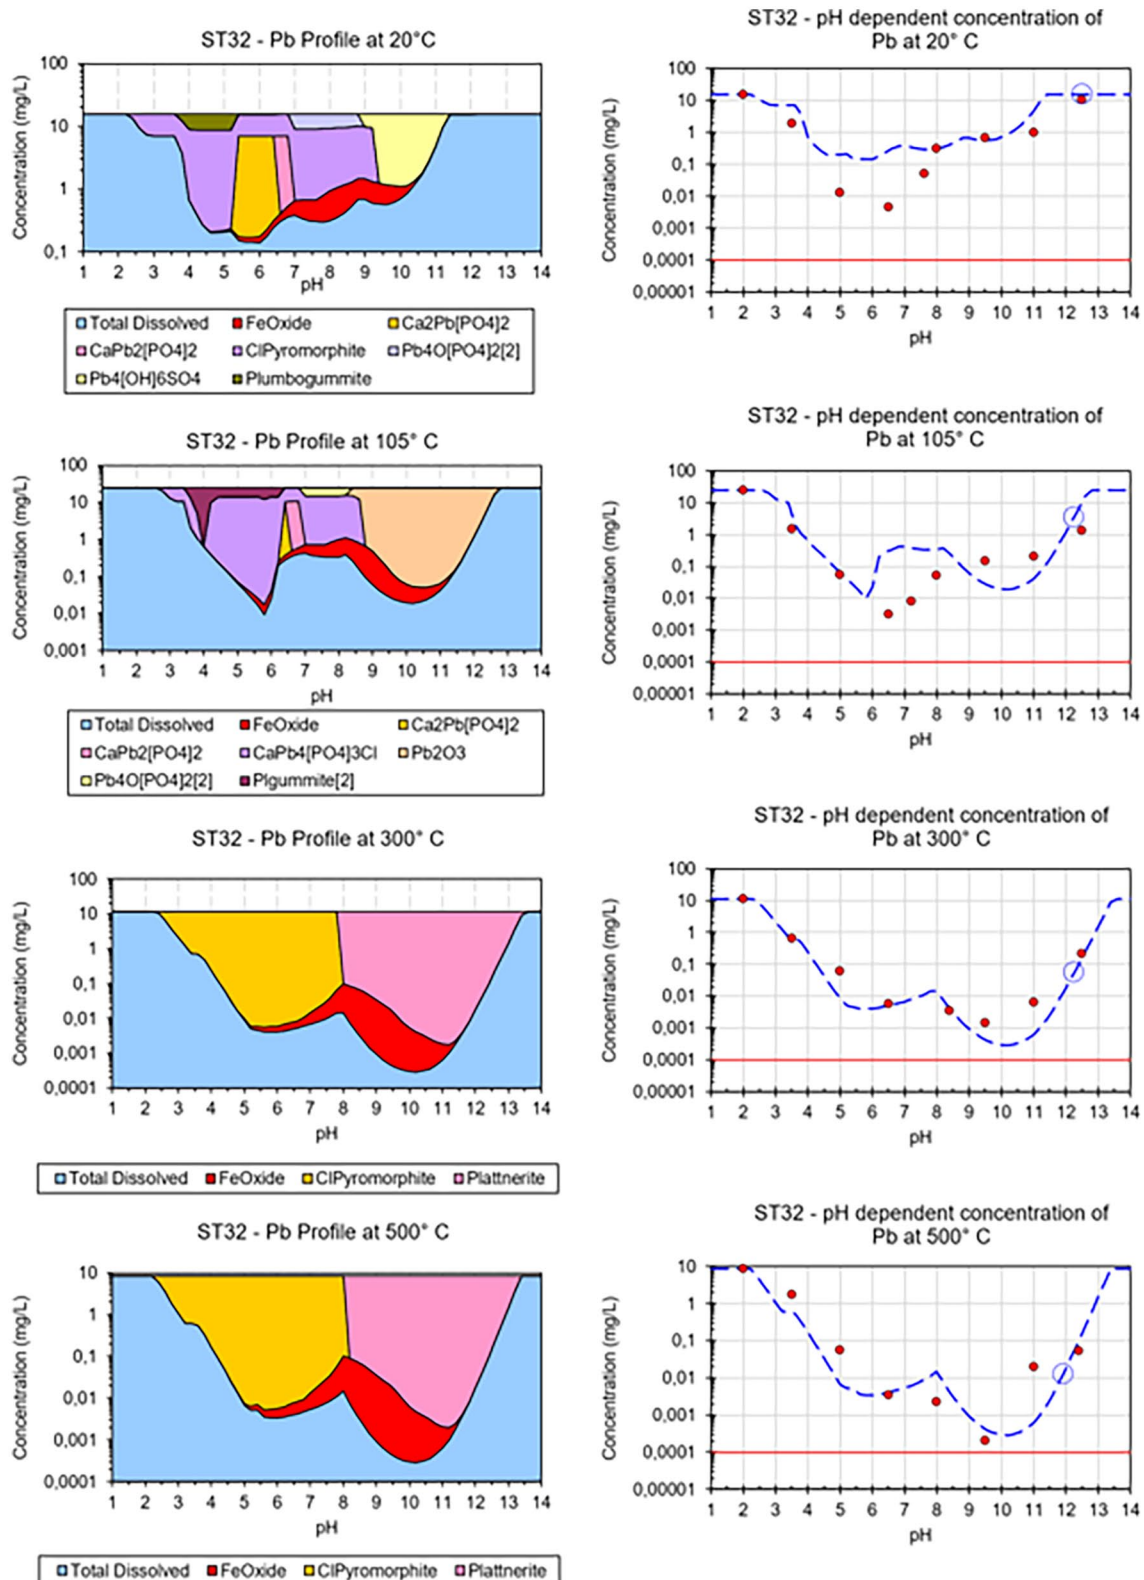 ST32 - Pb Profile at 20°C
Concentration (mg/L)
100
10
1
0,1
1 2 3 4 5 6 7 8 9 10 11 12 13 14
pH
Total Dissolved FeOxide Ca2Pb[PO4]2
CaPb2[PO4]2 ClPyromorphite Pb4O[PO4]2[2]
Pb4[OH]6SO4 Plumbogummite
ST32 - pH dependent concentration of
Pb at 20° C
Concentration (mg/L)
100
10
1
0,1
0,01
0,001
0,0001
0,00001
1 2 3 4 5 6 7 8 9 10 11 12 13 14
pH
ST32 - Pb Profile at 105° C
Concentration (mg/L)
100
10
1
0,1
0,01
0,001
1 2 3 4 5 6 7 8 9 10 11 12 13 14
pH
Total Dissolved FeOxide Ca2Pb[PO4]2
CaPb2[PO4]2 CaPb4[PO4]3Cl Pb2O3
Pb4O[PO4]2[2] Plgummite[2]
ST32 - pH dependent concentration of
Pb at 105° C
Concentration (mg/L)
100
10
1
0,1
0,01
0,001
0,0001
0,00001
1 2 3 4 5 6 7 8 9 10 11 12 13 14
pH
ST32 - Pb Profile at 300° C
Concentration (mg/L)
100
10
1
0,1
0,01
0,001
0,0001
1 2 3 4 5 6 7 8 9 10 11 12 13 14
pH
Total Dissolved FeOxide ClPyromorphite Plattnerite
ST32 - pH dependent concentration of
Pb at 300° C
Concentration (mg/L)
100
10
1
0,1
0,01
0,001
0,0001
0,00001
1 2 3 4 5 6 7 8 9 10 11 12 13 14
pH
ST32 - Pb Profile at 500° C
Concentration (mg/L)
10
1
0,1
0,01
0,001
0,0001
1 2 3 4 5 6 7 8 9 10 11 12 13 14
pH
Total Dissolved FeOxide ClPyromorphite Plattnerite
ST32 - pH dependent concentration of
Pb at 500° C
Concentration (mg/L)
10
1
0,1
0,01
0,001
0,0001
0,00001
1 2 3 4 5 6 7 8 9 10 11 12 13 14
pH